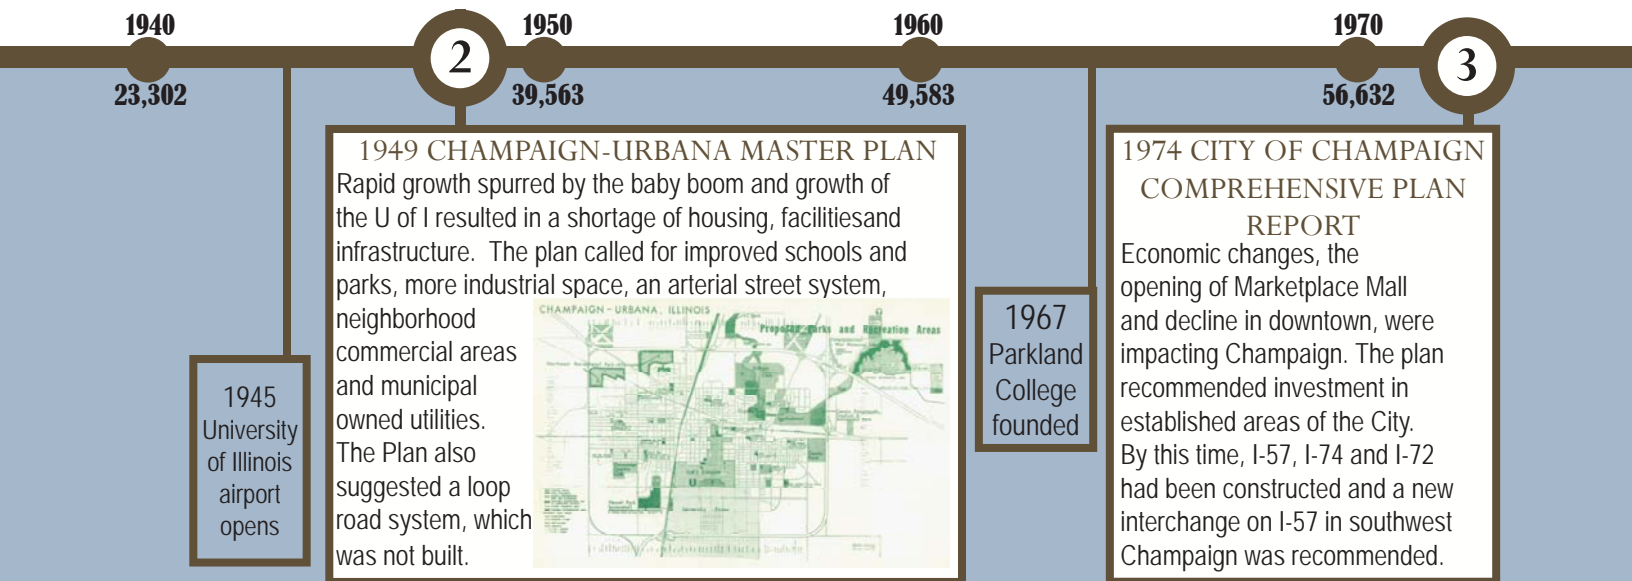 1940
2
1950
1960
1970
3
23,302
39,563
49,583
56,632
1949 CHAMPAIGN-URBANA MASTER PLAN
Rapid growth spurred by the baby boom and growth of
the U of I resulted in a shortage of housing, facilitiesand
infrastructure.  The plan called for improved schools and
parks, more industrial space, an arterial street system,
neighborhood
commercial areas
and municipal
owned utilities.
The Plan also
suggested a loop
road system, which
was not built.
CHAMPAIGN - URBANA, ILLINOIS
Proposed Parks and Recreation Areas
1945
University
of Illinois
airport
opens
1967
Parkland
College
founded
1974 CITY OF CHAMPAIGN
COMPREHENSIVE PLAN
REPORT
Economic changes, the
opening of Marketplace Mall
and decline in downtown, were
impacting Champaign. The plan
recommended investment in
established areas of the City.
By this time, I-57, I-74 and I-72
had been constructed and a new
interchange on I-57 in southwest
Champaign was recommended.